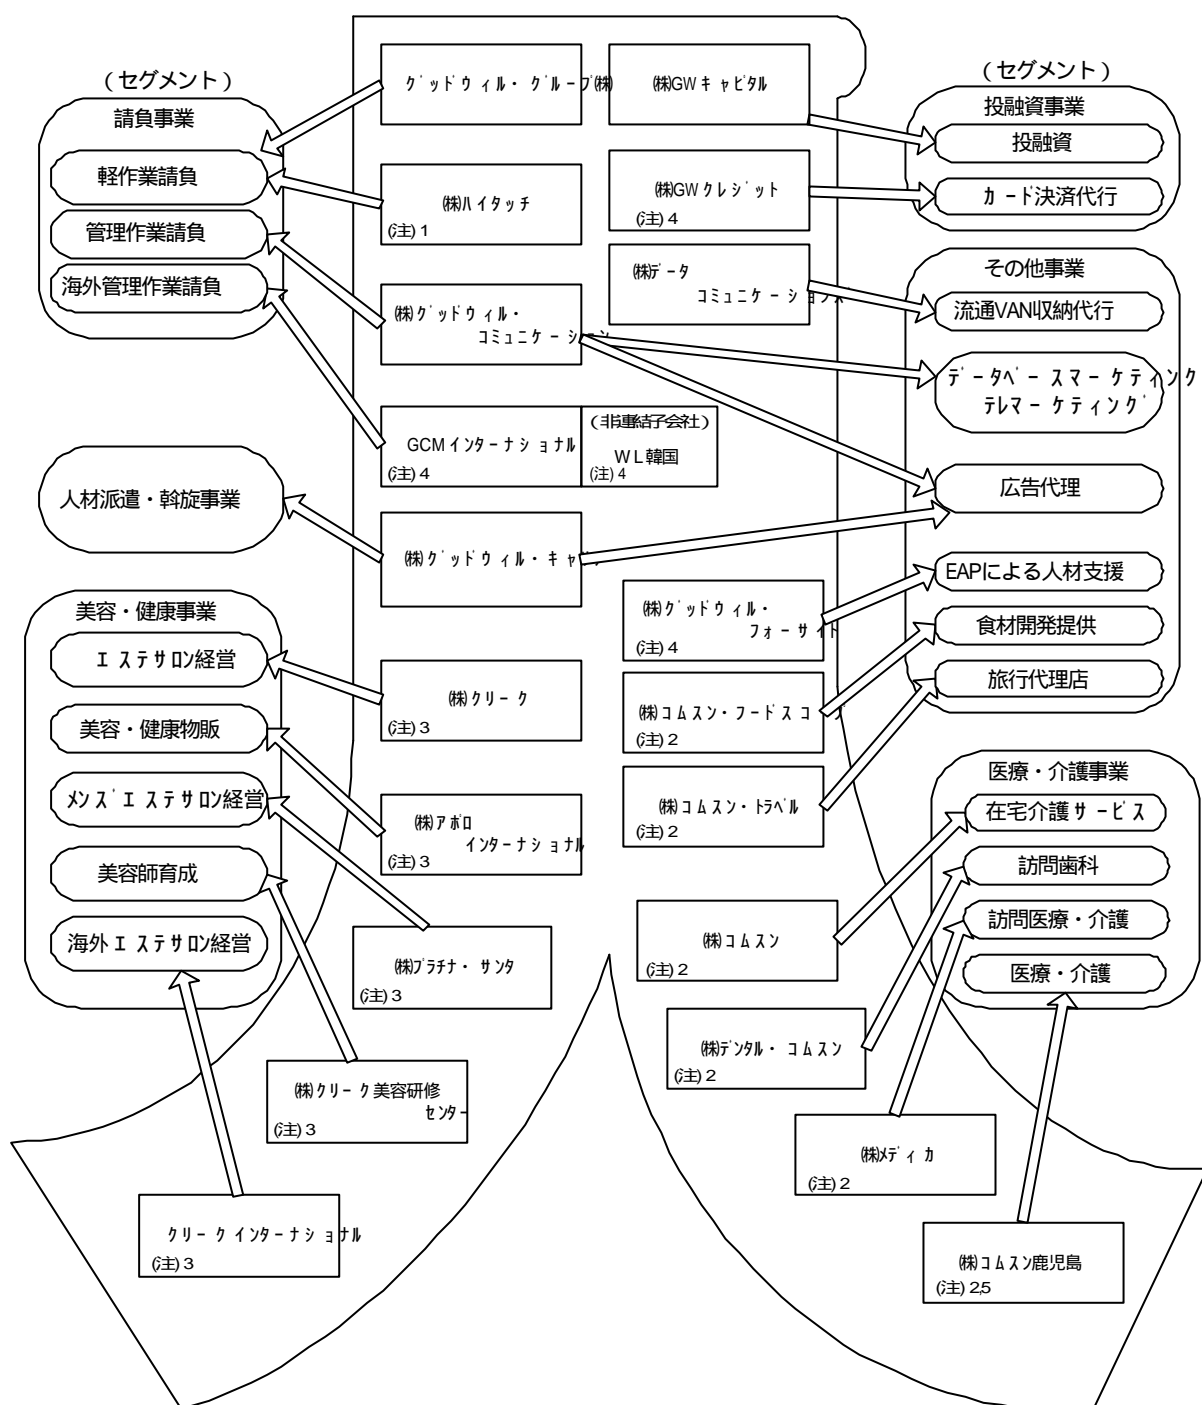 (セグメント)
請負事業
軽作業請負
管理作業請負
海外管理作業請負
人材派遣・斡旋事業
美容・健康事業
エステサロン経営
美容・健康物販
メンズエステサロン経営
美容師育成
海外エステサロン経営
グッドウィル・グループ㈱
㈱GWキャピタル
㈱ハイタッチ
(注)1
㈱GWクレジット
(注)4
㈱データ
コミュニケーションズ
㈱グッドウィル・
コミュニケーション
GCMインターナショナル
(注)4
(非連結子会社)
WL韓国
(注)4
㈱グッドウィル・キャリ
㈱グッドウィル・
フォーサイト
(注)4
㈱クリーク
(注)3
㈱コムスン・フードスコープ
(注)2
㈱アポロ
インターナショナル
(注)3
㈱コムスン・トラベル
(注)2
㈱プラチナ・サンタ
(注)3
㈱コムスン
(注)2
㈱クリーク美容研修
センター
(注)3
㈱デンタル・コムスン
(注)2
㈱メディカ
(注)2
クリークインターナショナル
(注)3
㈱コムスン鹿児島
(注)2,5
(セグメント)
投融資事業
投融資
カード決済代行
その他事業
流通VAN収納代行
データベースマーケティング
テレマーケティング
広告代理
EAPによる人材支援
食材開発提供
旅行代理店
医療・介護事業
在宅介護サービス
訪問歯科
訪問医療・介護
医療・介護